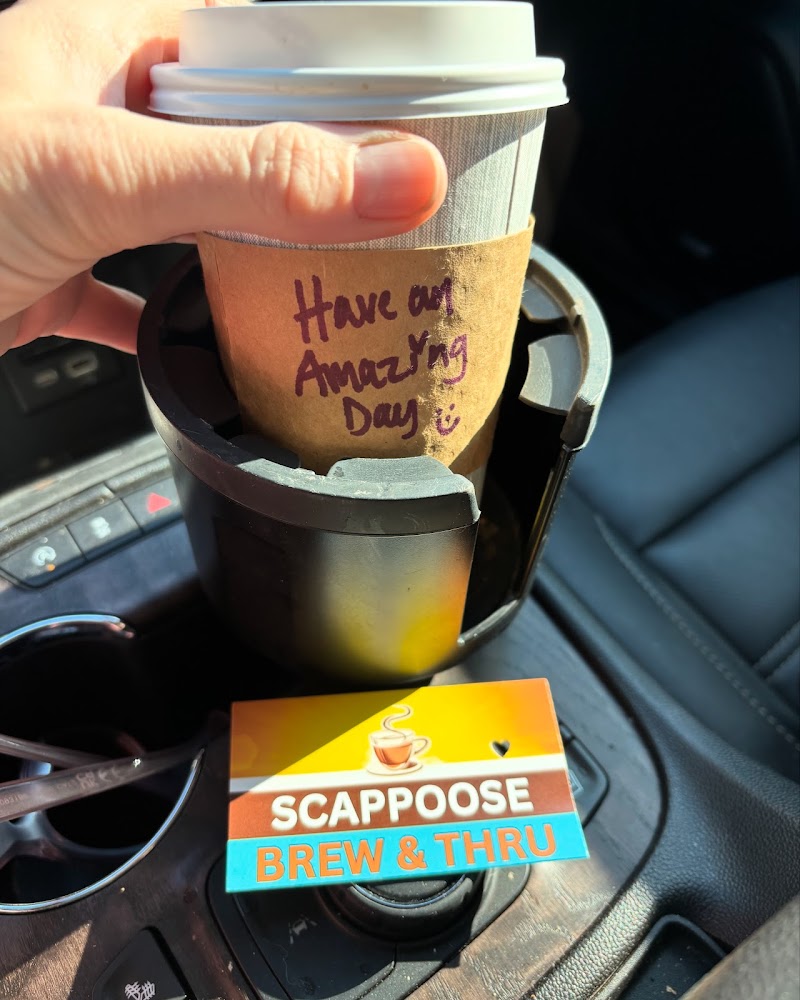 Have an
Amazing
Day
SCAPPOOSE
BREW & THRU